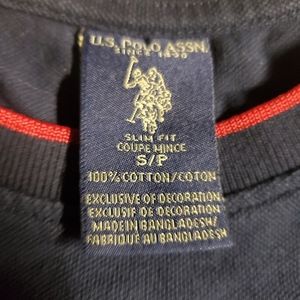 U.S. POLO ASSN.
SINCE 1890
SLIM FIT
COUPE MINCE
S/P
100% COTTON/COTON
EXCLUSIVE OF DECORATION
EXCLUSIF DE DECORATION
MADE IN BANGLADESH/
FABRIQUE AU BANGLADESH